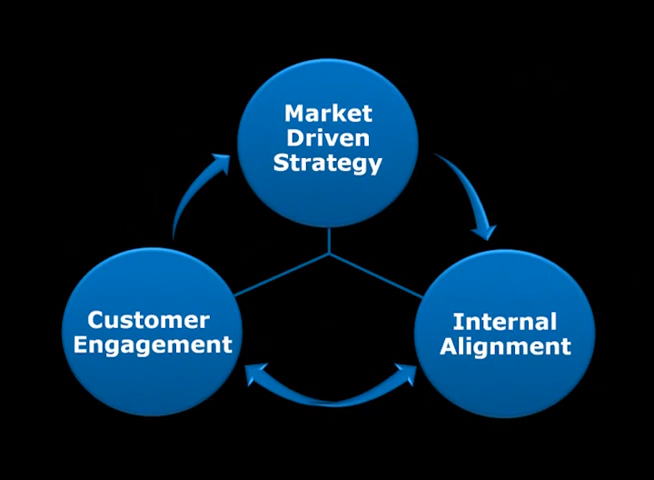 Market
Driven
Strategy
Customer
Engagement
Internal
Alignment